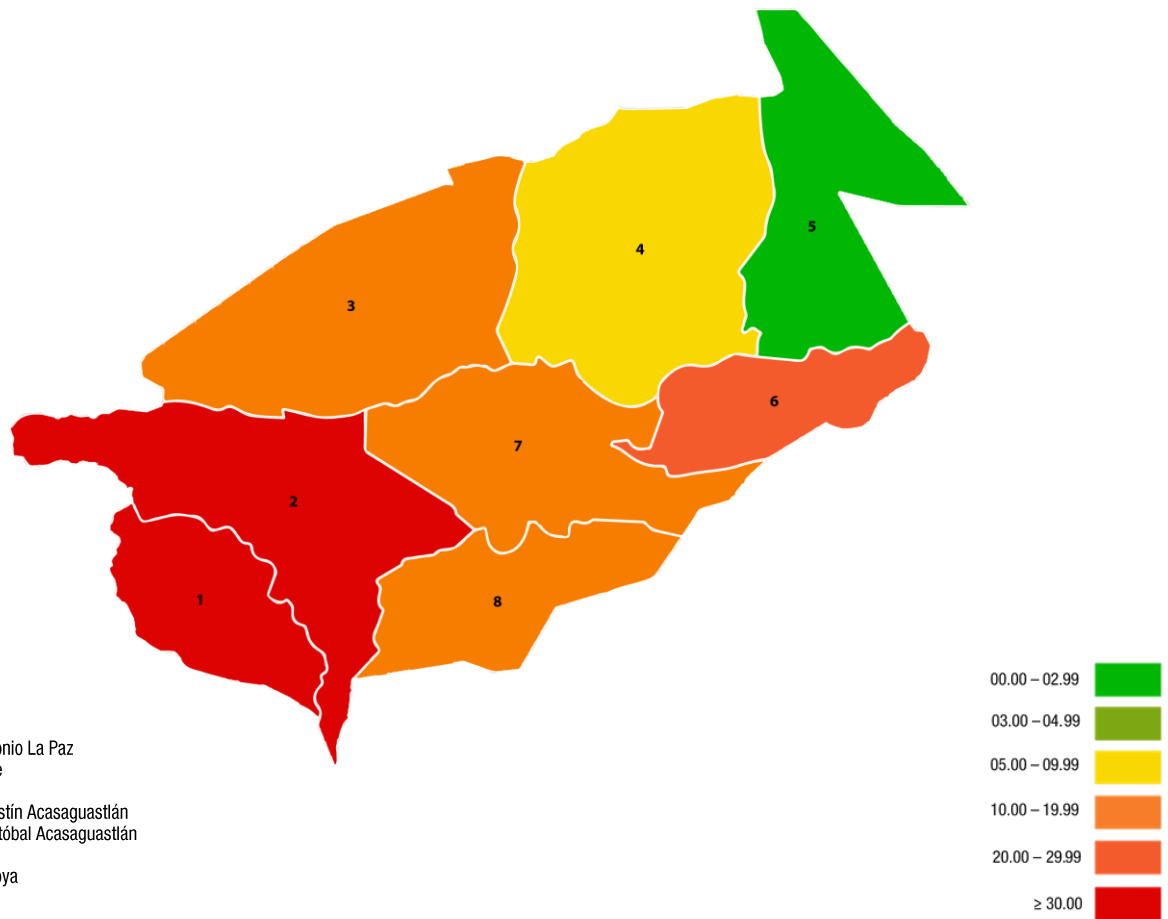 5
4
3
6
7
2
1
8
00.00 – 02.99
03.00 – 04.99
05.00 – 09.99
10.00 – 19.99
20.00 – 29.99
≥ 30.00
onio La Paz
e
stín Acasaguastlán
tóbal Acasaguastlán
oya